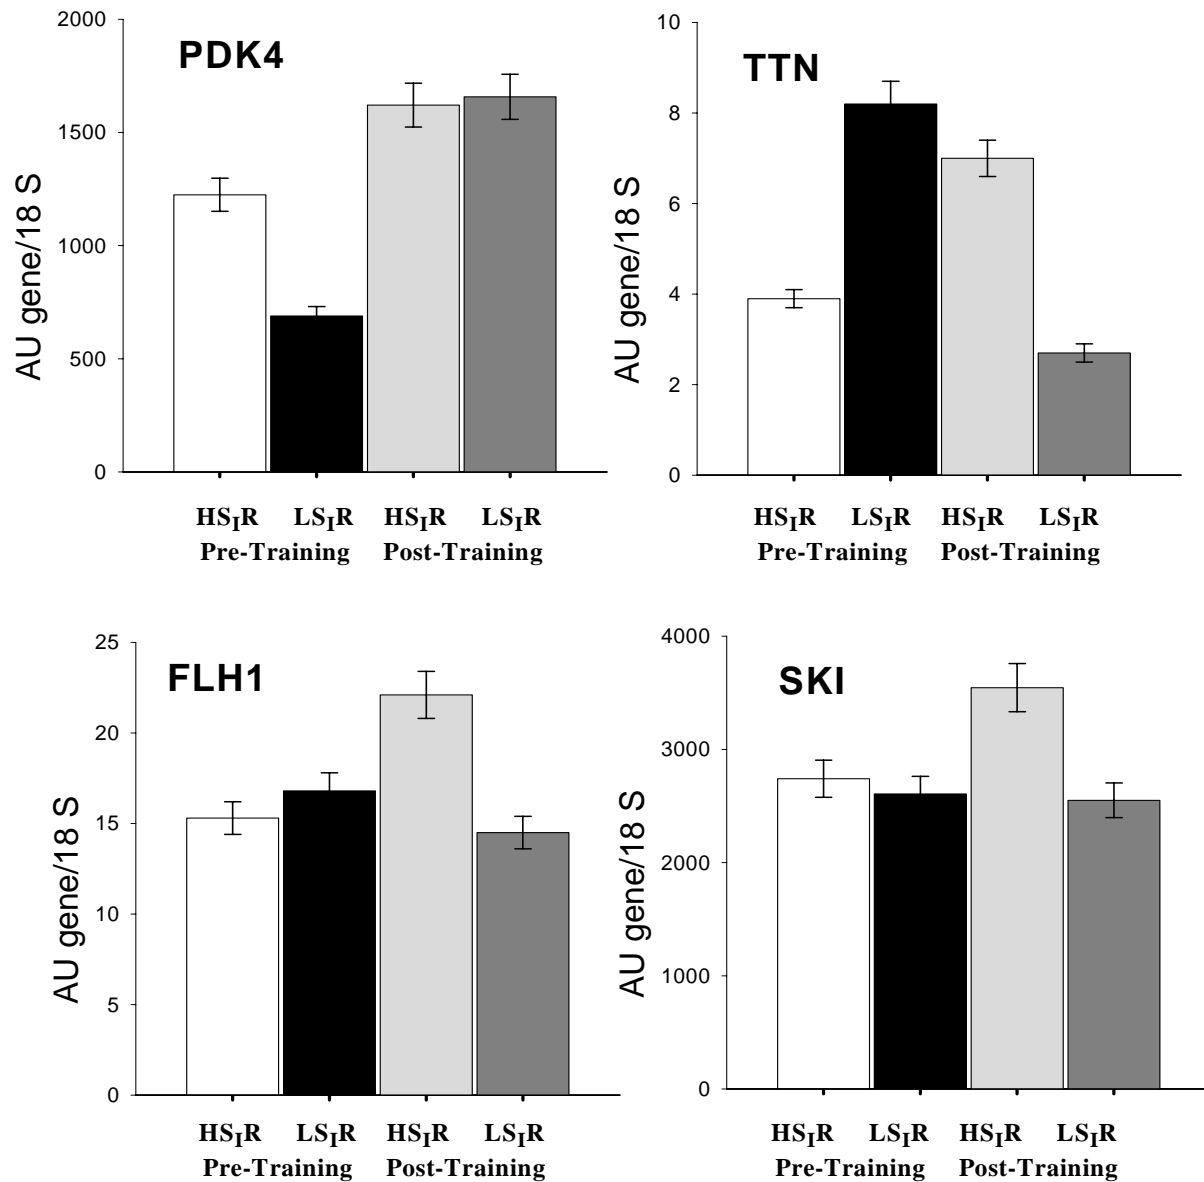 PDK4
AU gene/18 S
2000
1500
1000
500
0
HSIR LSIR HSIR LSIR
Pre-Training Post-Training
TTN
AU gene/18 S
10
8
6
4
2
0
HSIR LSIR HSIR LSIR
Pre-Training Post-Training
FLH1
AU gene/18 S
25
20
15
10
5
0
HSIR LSIR HSIR LSIR
Pre-Training Post-Training
SKI
AU gene/18 S
4000
3000
2000
1000
0
HSIR LSIR HSIR LSIR
Pre-Training Post-Training